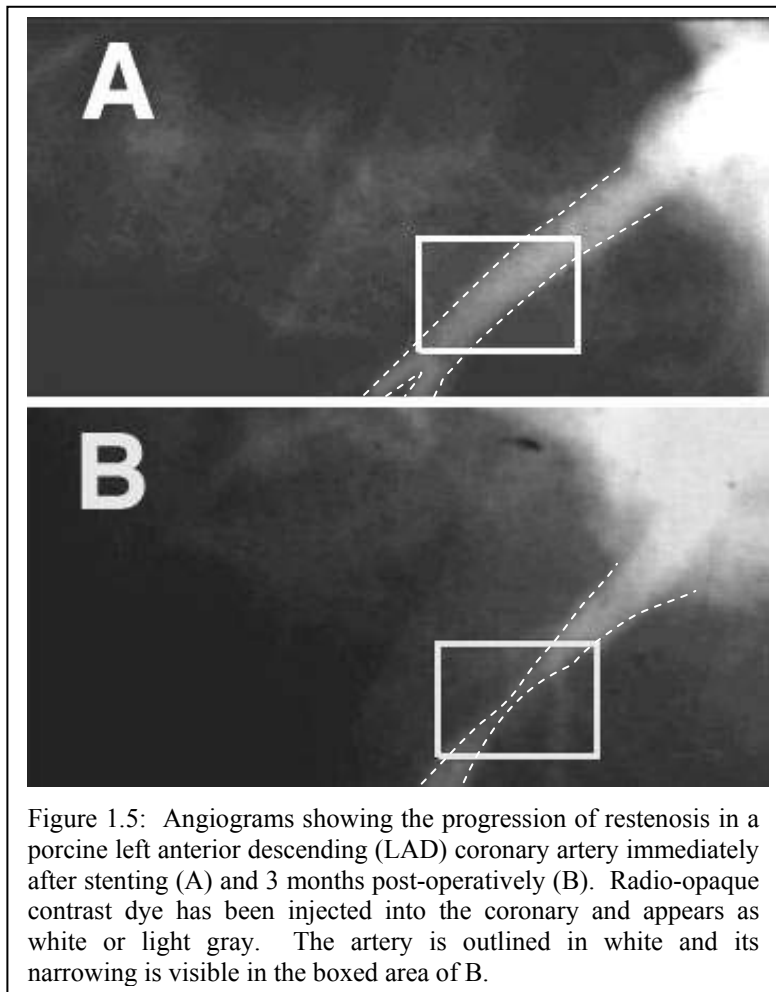 A
B
Figure 1.5: Angiograms showing the progression of restenosis in a
porcine left anterior descending (LAD) coronary artery immediately
after stenting (A) and 3 months post-operatively (B). Radio-opaque
contrast dye has been injected into the coronary and appears as
white or light gray. The artery is outlined in white and its
narrowing is visible in the boxed area of B.